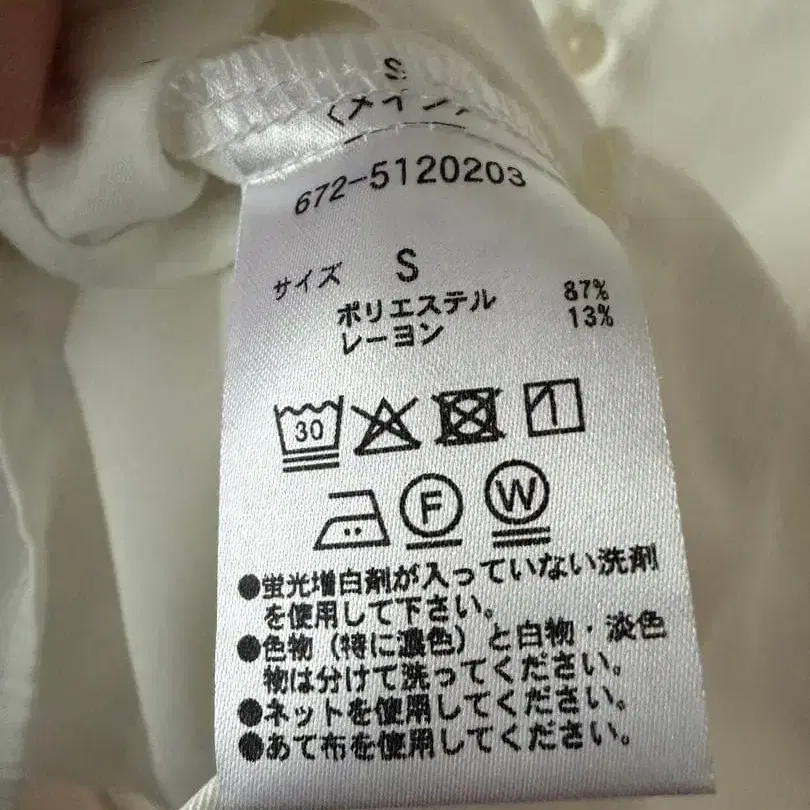 S
〈メイン〉
672-5120203
サイズ S
ポリエステル 87%
レーヨン 13%
30
F W
●蛍光増白剤が入っていない洗剤
を使用して下さい。
●色物（特に濃色）と白物・淡色
物は分けて洗ってください。
●ネットを使用してください。
●あて布を使用してください。